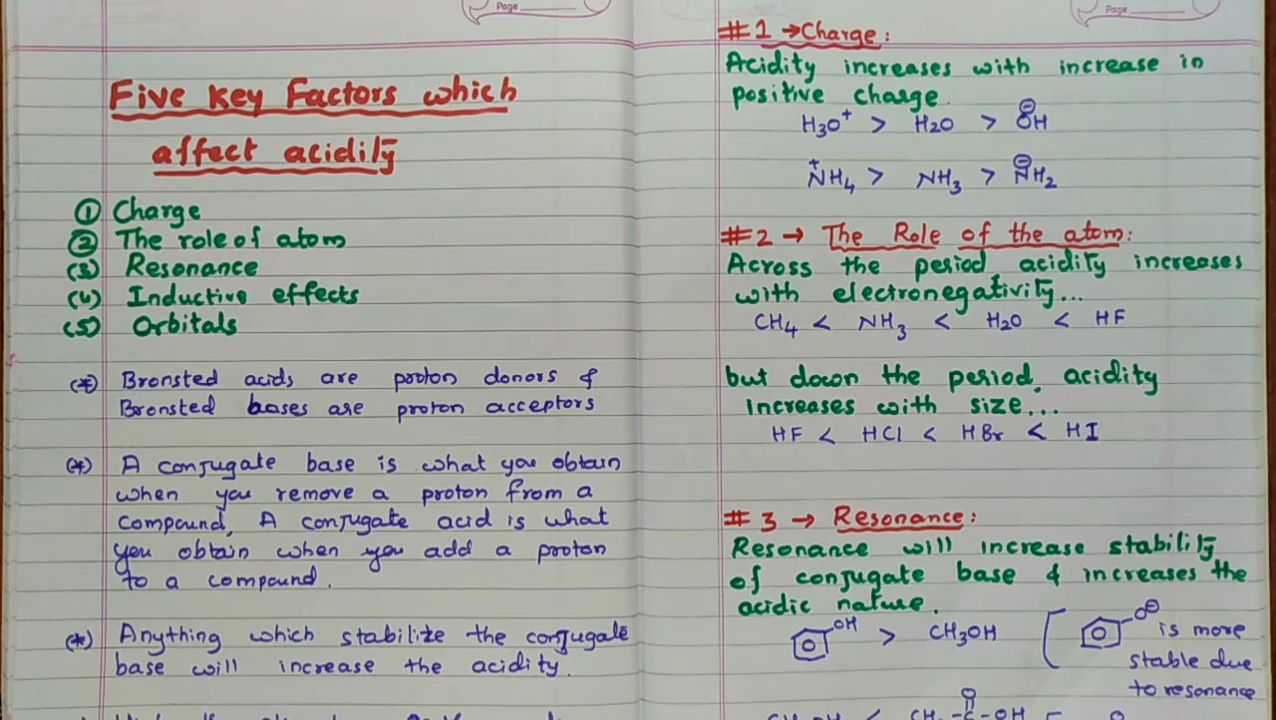 Page
Five Key Factors which
affect acidity
① Charge
② The role of atom
(3) Resonance
(4) Inductive effects
(5) Orbitals
(*) Bronsted acids are proton donors &
Bronsted bases are proton acceptors
(*) A conjugate base is what you obtain
when you remove a proton from a
compound, A conjugate acid is what
you obtain when you add a proton
to a compound.
(*) Anything which stabilize the conjugate
base will increase the acidity.
Page
#1 → Charge:
Acidity increases with increase in
positive charge.
H₃O⁺ > H₂O > ⊖OH
⁺NH₄ > NH₃ > ⊖NH₂
#2 → The Role of the atom:
Across the period, acidity increases
with electronegativity...
CH₄ < NH₃ < H₂O < HF
but down the period, acidity
increases with size...
HF < HCl < HBr < HI
#3 → Resonance:
Resonance will increase stability
of conjugate base & increases the
acidic nature.
OH > CH₃OH [ O⊖ is more
stable due
to resonance